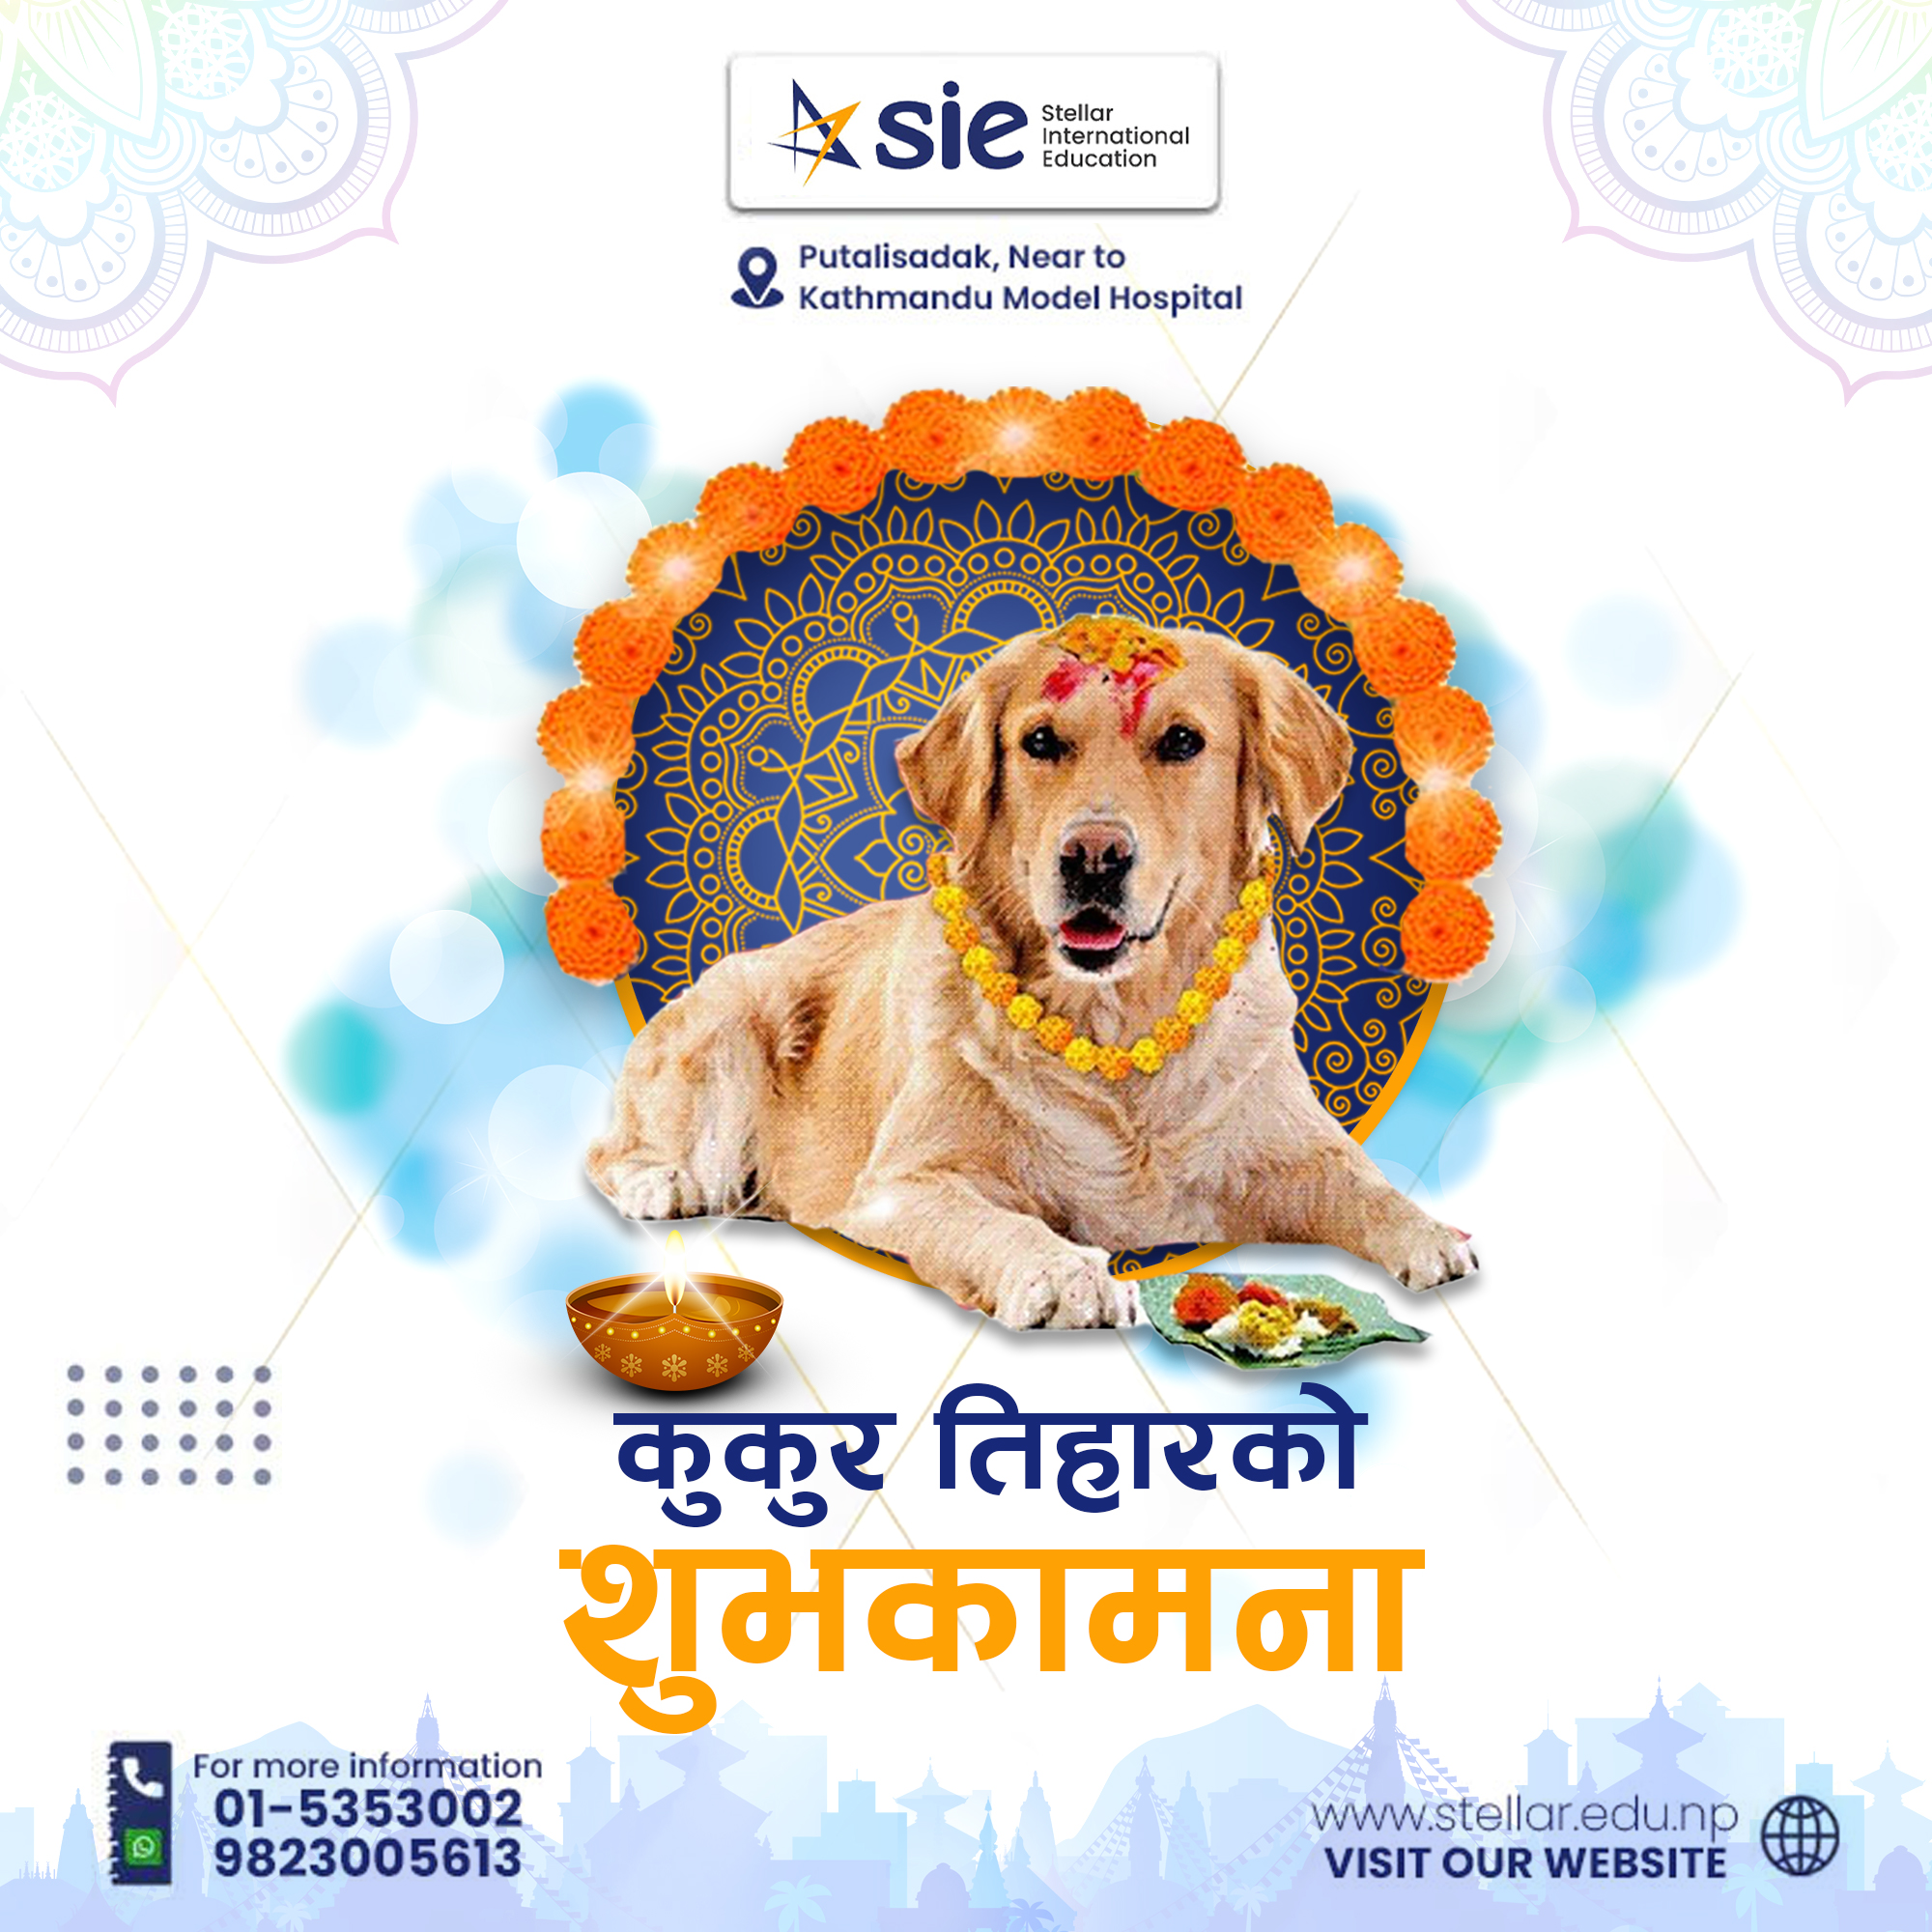 sie
Stellar
International
Education
Putalisadak, Near to
Kathmandu Model Hospital
कुकुर तिहारको
शुभकामना
For more information
01-5353002
9823005613
www.stellar.edu.np
VISIT OUR WEBSITE